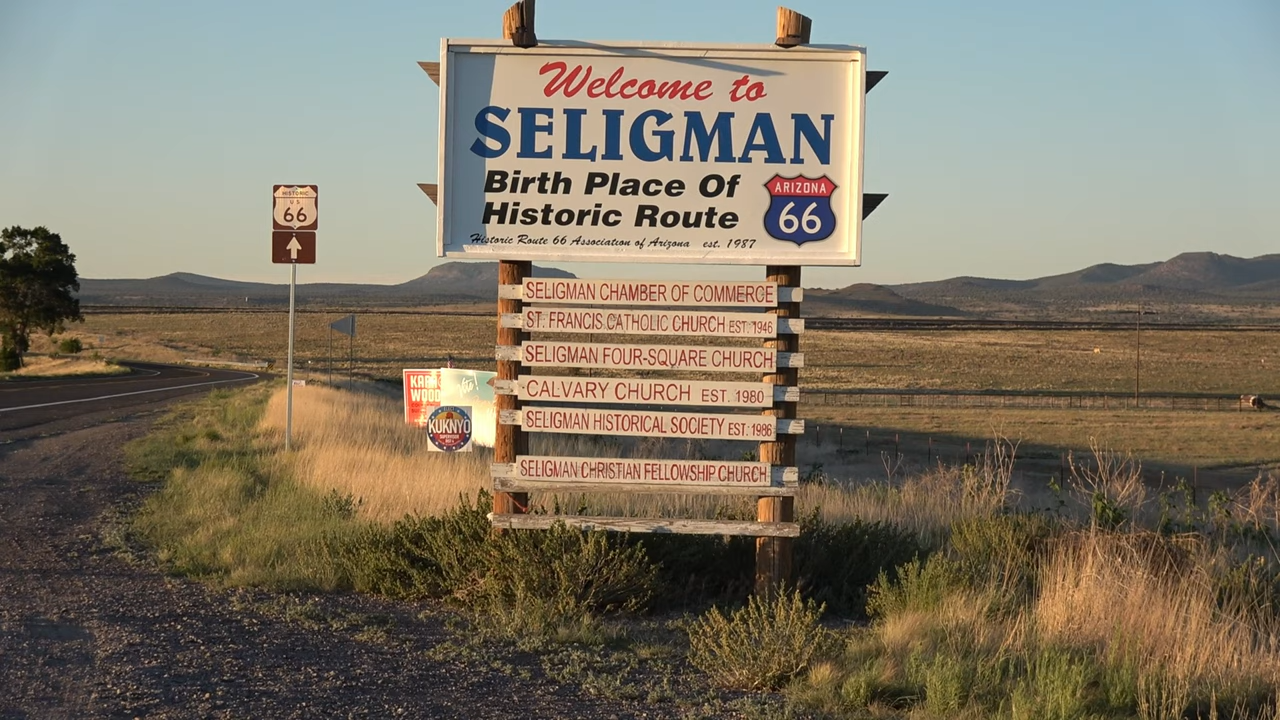 Welcome to
SELIGMAN
Birth Place Of
Historic Route
ARIZONA
66
Historic Route 66 Association of Arizona est. 1987
HISTORIC
U S
66
SELIGMAN CHAMBER OF COMMERCE
ST. FRANCIS CATHOLIC CHURCH EST. 1946
SELIGMAN FOUR-SQUARE CHURCH
CALVARY CHURCH EST. 1980
SELIGMAN HISTORICAL SOCIETY EST. 1986
SELIGMAN CHRISTIAN FELLOWSHIP CHURCH
WOOD
KUKNYO
SUPERVISOR